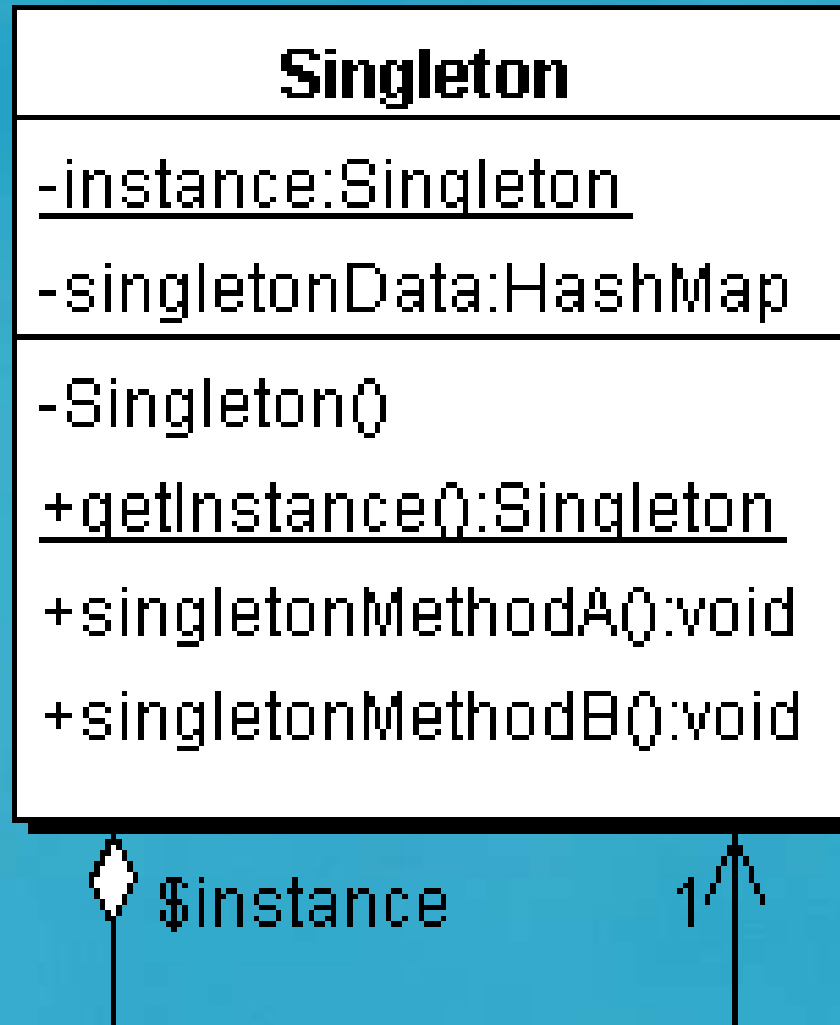 Singleton
-instance:Singleton
-singletonData:HashMap
-Singleton()
+getInstance():Singleton
+singletonMethodA():void
+singletonMethodB():void
$instance 1